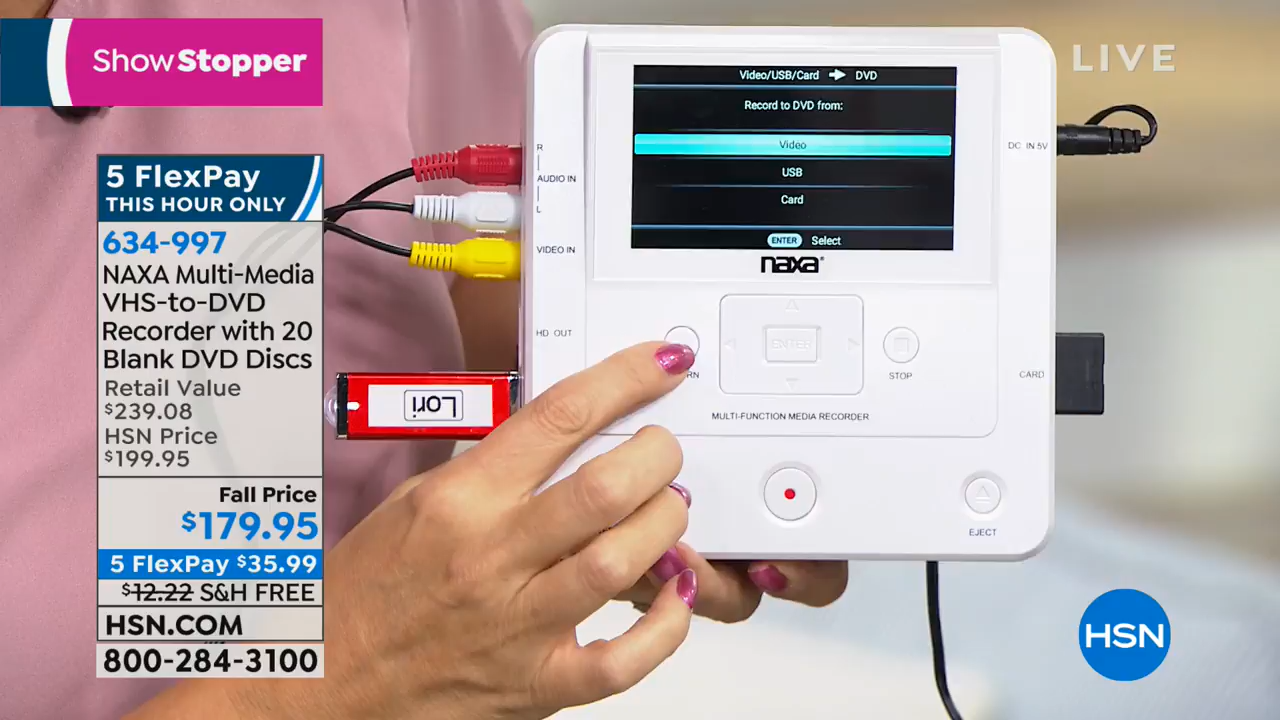 Show Stopper
LIVE
5 FlexPay
THIS HOUR ONLY
634-997
NAXA Multi-Media
VHS-to-DVD
Recorder with 20
Blank DVD Discs
Retail Value
$239.08
HSN Price
$199.95
Fall Price
$179.95
5 FlexPay $35.99
$12.22 S&H FREE
HSN.COM
800-284-3100
Video/USB/Card DVD
Record to DVD from:
Video
USB
Card
ENTER Select
naxa®
R
AUDIO IN
L
VIDEO IN
HD OUT
DC IN 5V
CARD
ENTER
STOP
MULTI-FUNCTION MEDIA RECORDER
EJECT
Lori
HSN